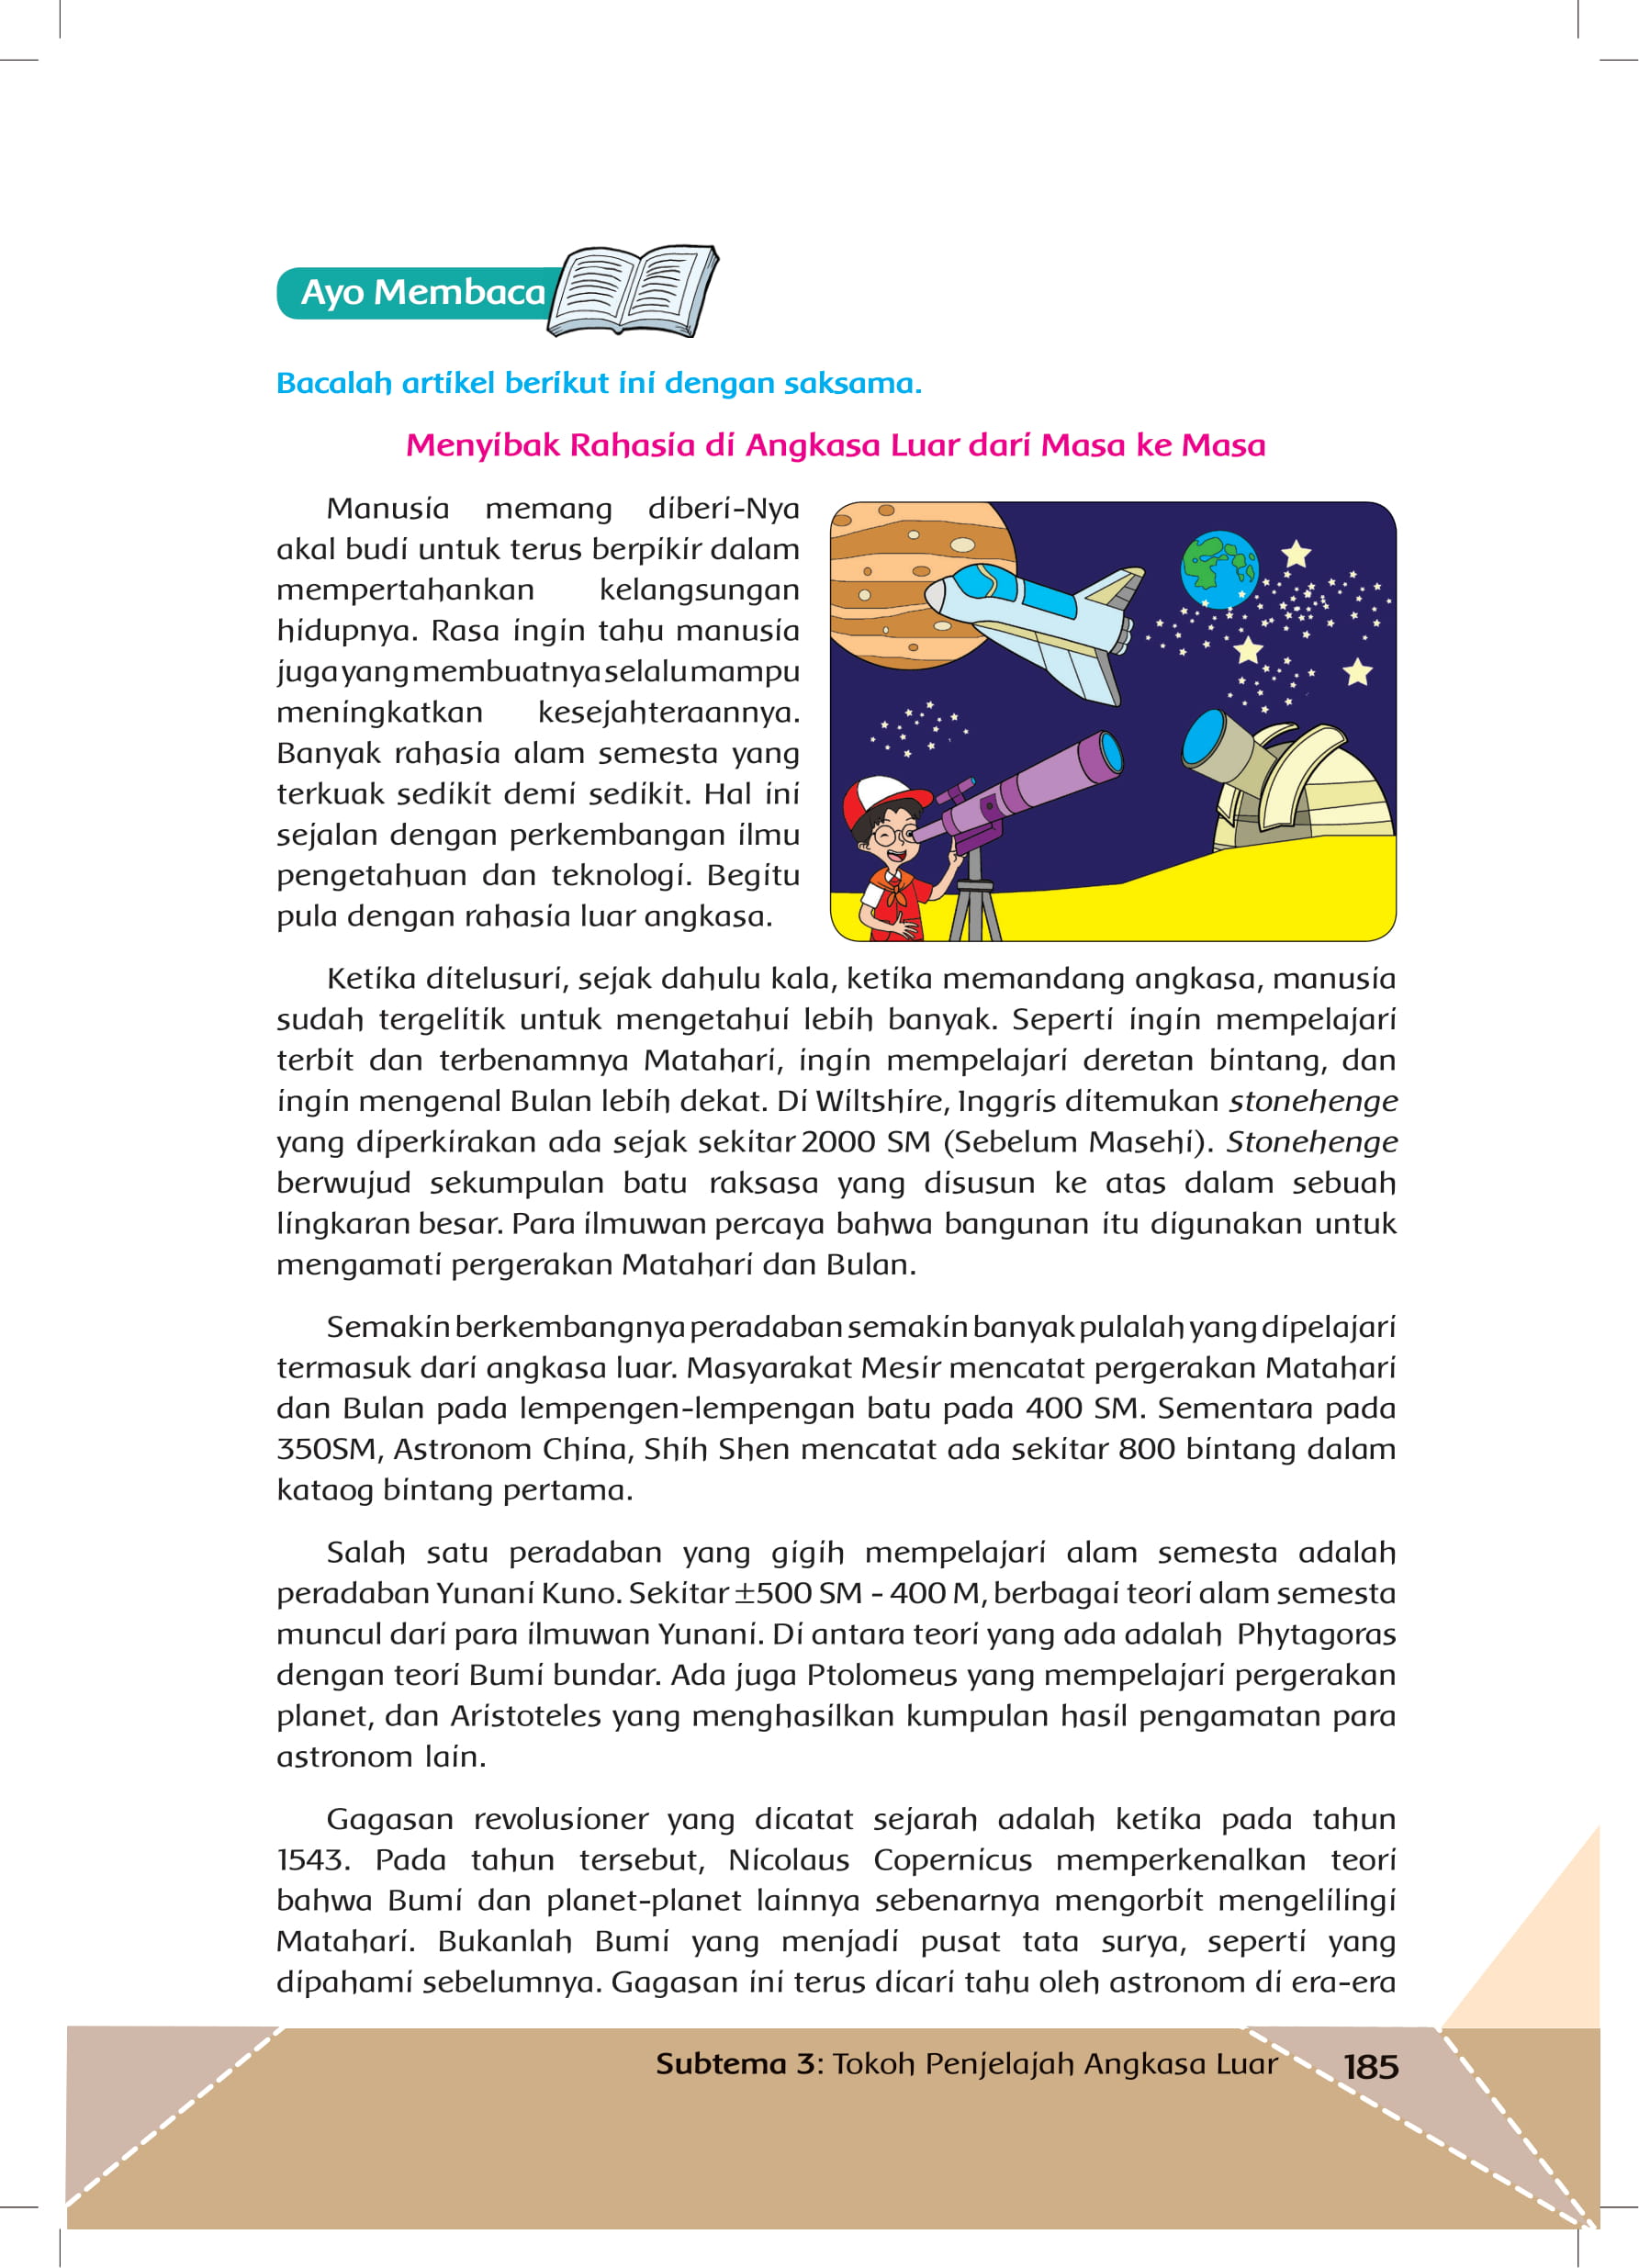 Ayo Membaca
Bacalah artikel berikut ini dengan saksama.
Menyibak Rahasia di Angkasa Luar dari Masa ke Masa
Manusia memang diberi-Nya
akal budi untuk terus berpikir dalam
mempertahankan kelangsungan
hidupnya. Rasa ingin tahu manusia
juga yang membuatnya selalu mampu
meningkatkan kesejahteraannya.
Banyak rahasia alam semesta yang
terkuak sedikit demi sedikit. Hal ini
sejalan dengan perkembangan ilmu
pengetahuan dan teknologi. Begitu
pula dengan rahasia luar angkasa.
Ketika ditelusuri, sejak dahulu kala, ketika memandang angkasa, manusia
sudah tergelitik untuk mengetahui lebih banyak. Seperti ingin mempelajari
terbit dan terbenamnya Matahari, ingin mempelajari deretan bintang, dan
ingin mengenal Bulan lebih dekat. Di Wiltshire, Inggris ditemukan stonehenge
yang diperkirakan ada sejak sekitar 2000 SM (Sebelum Masehi). Stonehenge
berwujud sekumpulan batu raksasa yang disusun ke atas dalam sebuah
lingkaran besar. Para ilmuwan percaya bahwa bangunan itu digunakan untuk
mengamati pergerakan Matahari dan Bulan.
Semakin berkembangnya peradaban semakin banyak pulalah yang dipelajari
termasuk dari angkasa luar. Masyarakat Mesir mencatat pergerakan Matahari
dan Bulan pada lempengen-lempengan batu pada 400 SM. Sementara pada
350SM, Astronom China, Shih Shen mencatat ada sekitar 800 bintang dalam
kataog bintang pertama.
Salah satu peradaban yang gigih mempelajari alam semesta adalah
peradaban Yunani Kuno. Sekitar ±500 SM - 400 M, berbagai teori alam semesta
muncul dari para ilmuwan Yunani. Di antara teori yang ada adalah Phytagoras
dengan teori Bumi bundar. Ada juga Ptolomeus yang mempelajari pergerakan
planet, dan Aristoteles yang menghasilkan kumpulan hasil pengamatan para
astronom lain.
Gagasan revolusioner yang dicatat sejarah adalah ketika pada tahun
1543. Pada tahun tersebut, Nicolaus Copernicus memperkenalkan teori
bahwa Bumi dan planet-planet lainnya sebenarnya mengorbit mengelilingi
Matahari. Bukanlah Bumi yang menjadi pusat tata surya, seperti yang
dipahami sebelumnya. Gagasan ini terus dicari tahu oleh astronom di era-era
Subtema 3: Tokoh Penjelajah Angkasa Luar 185